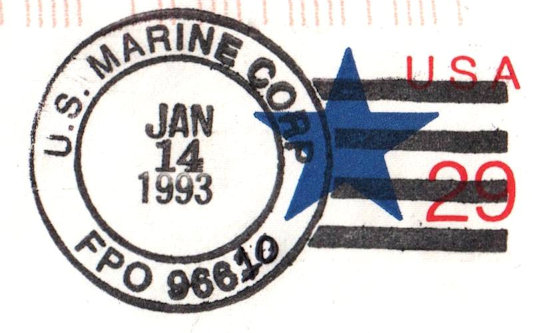 U.S. MARINE CORP
JAN
14
1993
FPO 96610
USA
29